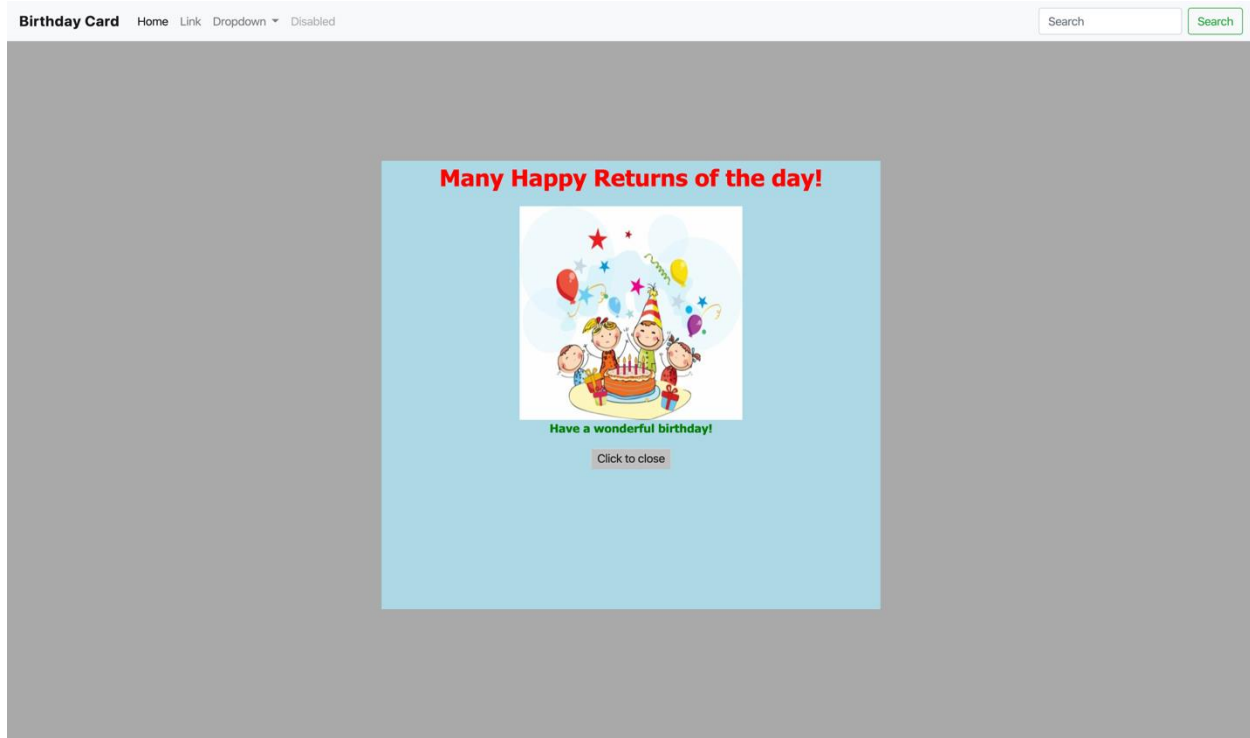 Birthday Card Home Link Dropdown Disabled Search Search
Many Happy Returns of the day!
Have a wonderful birthday!
Click to close